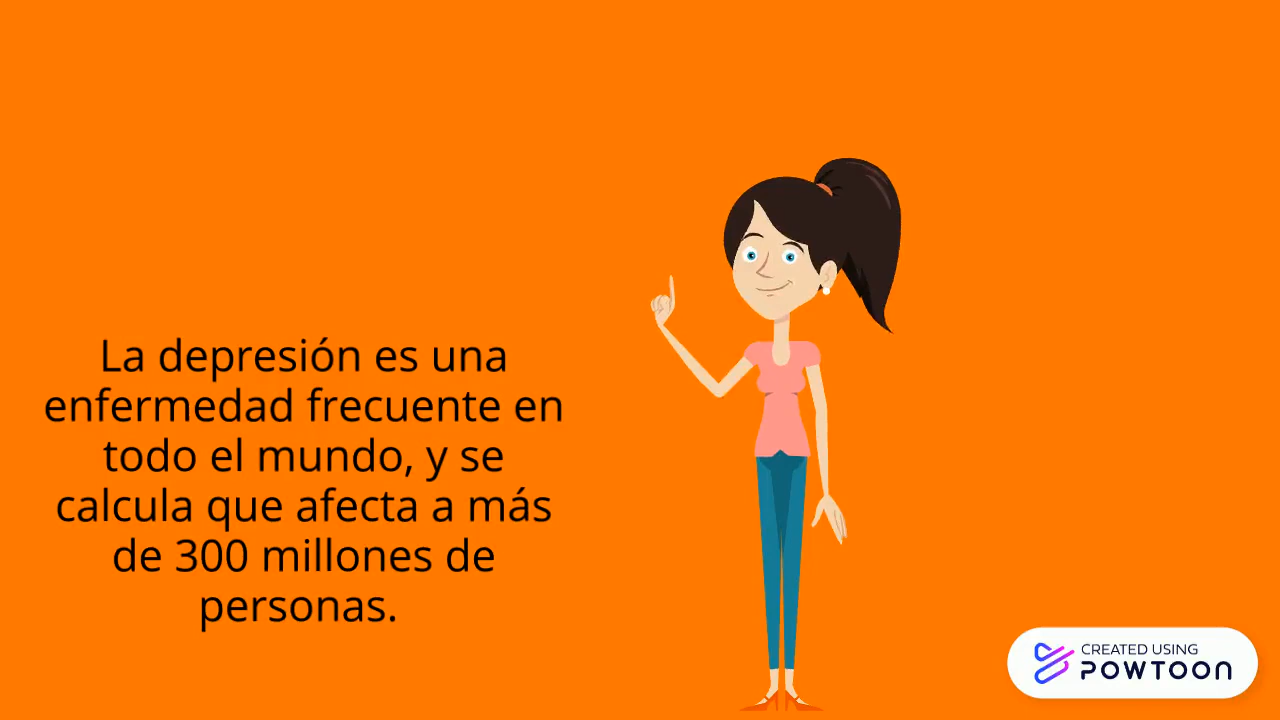 La depresión es una
enfermedad frecuente en
todo el mundo, y se
calcula que afecta a más
de 300 millones de
personas.
CREATED USING
POWTOON